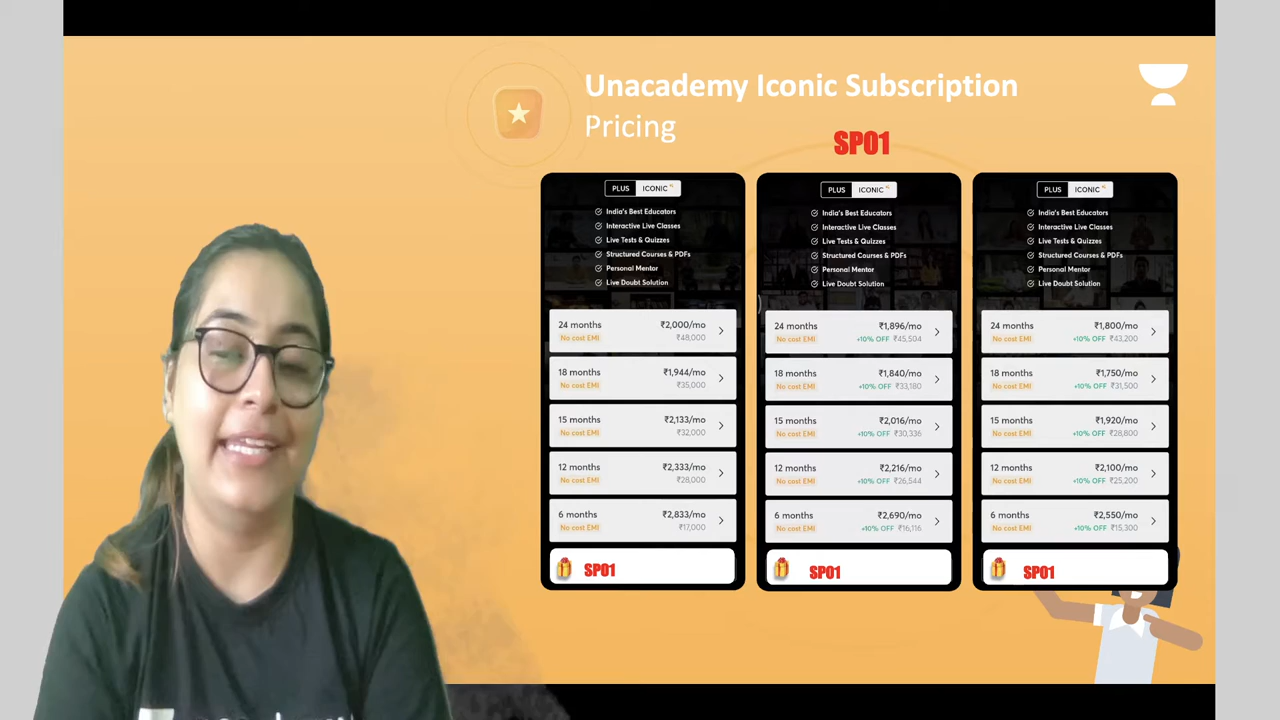 Unacademy Iconic Subscription
Pricing
SP01
PLUS ICONIC
India's Best Educators
Interactive Live Classes
Live Tests & Quizzes
Structured Courses & PDFs
Personal Mentor
Live Doubt Solution
24 months ₹2,000/mo
No cost EMI ₹48,000
18 months ₹1,944/mo
No cost EMI ₹35,000
15 months ₹2,133/mo
No cost EMI ₹32,000
12 months ₹2,333/mo
No cost EMI ₹28,000
6 months ₹2,833/mo
No cost EMI ₹17,000
SP01
PLUS ICONIC
India's Best Educators
Interactive Live Classes
Live Tests & Quizzes
Structured Courses & PDFs
Personal Mentor
Live Doubt Solution
24 months ₹1,896/mo
No cost EMI +10% OFF ₹45,504
18 months ₹1,840/mo
No cost EMI +10% OFF ₹33,180
15 months ₹2,016/mo
No cost EMI +10% OFF ₹30,336
12 months ₹2,216/mo
No cost EMI +10% OFF ₹26,544
6 months ₹2,690/mo
No cost EMI +10% OFF ₹16,116
SP01
PLUS ICONIC
India's Best Educators
Interactive Live Classes
Live Tests & Quizzes
Structured Courses & PDFs
Personal Mentor
Live Doubt Solution
24 months ₹1,800/mo
No cost EMI +10% OFF ₹43,200
18 months ₹1,750/mo
No cost EMI +10% OFF ₹31,500
15 months ₹1,920/mo
No cost EMI +10% OFF ₹28,800
12 months ₹2,100/mo
No cost EMI +10% OFF ₹25,200
6 months ₹2,550/mo
No cost EMI +10% OFF ₹15,300
SP01